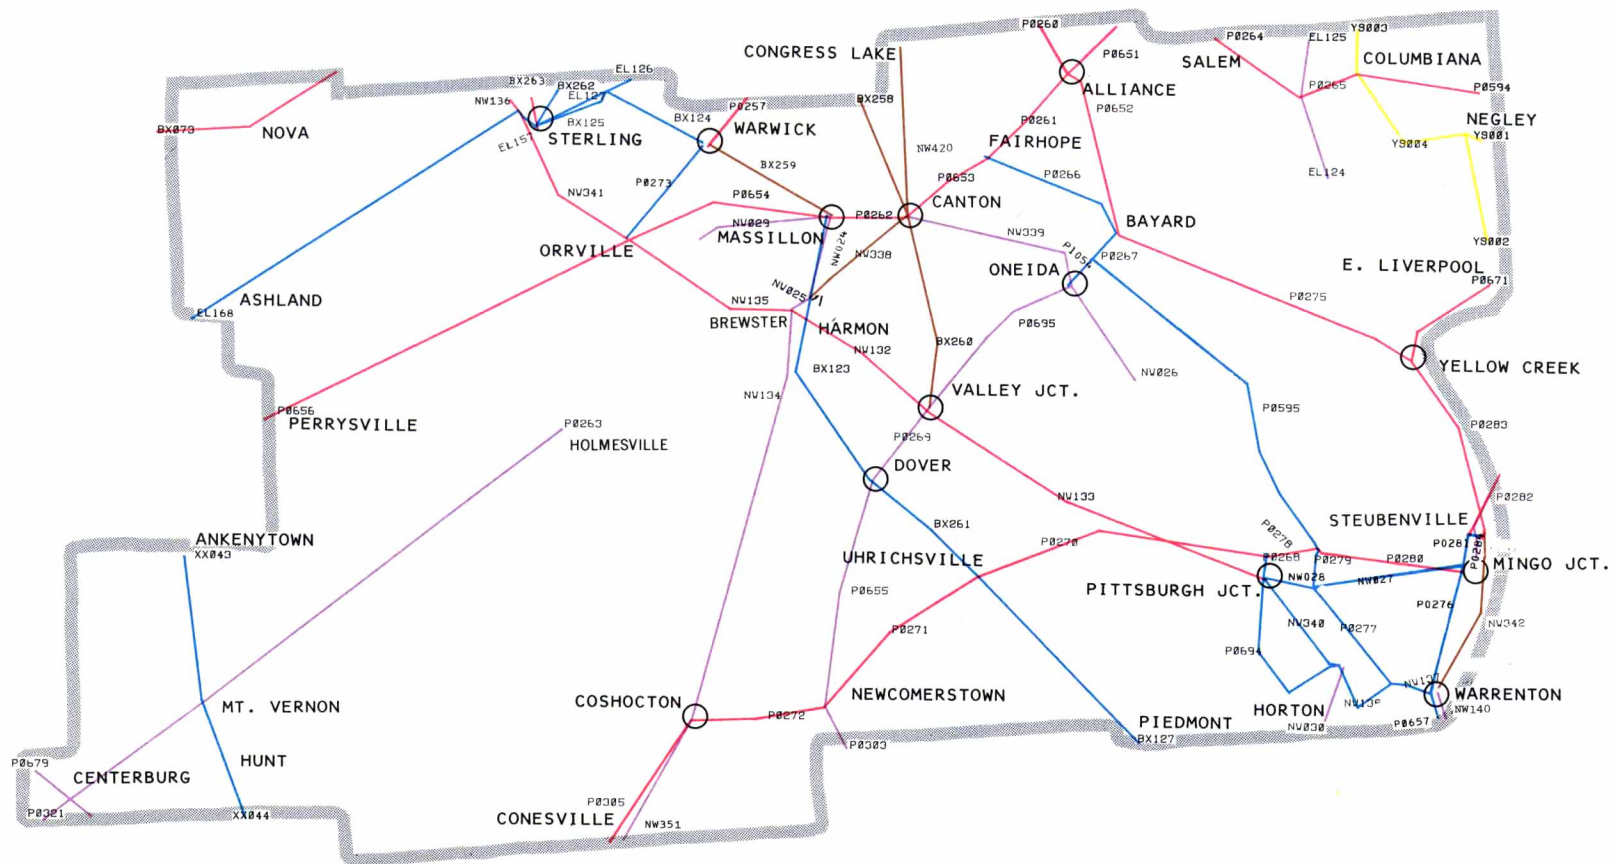 P0260
YS003
CONGRESS LAKE
P0651
P0264
EL125
SALEM
COLUMBIANA
EL126
BX263
BX262
EL127
NW136
ALLIANCE
P0265
P0594
BX258
P0257
P0652
BX073
NOVA
BX125
BX124
WARWICK
P0261
NEGLEY
EL157
STERLING
FAIRHOPE
YS001
YS004
NW420
BX259
P0266
EL124
P0273
P0653
NW341
P0654
CANTON
P0262
BAYARD
NW029
MASSILLON
NW024
NW339
YS002
ORRVILLE
NW338
P0267
ONEIDA
E. LIVERPOOL
P0671
ASHLAND
NW025
NW135
P0275
EL168
BREWSTER
HARMON
P0695
BX260
NW132
YELLOW CREEK
BX123
NW026
VALLEY JCT.
NW134
P0656
P0595
PERRYSVILLE
P0263
P0283
HOLMESVILLE
P0269
DOVER
NW133
P0282
STEUBENVILLE
BX261
ANKENYTOWN
P0270
P0278
P0281
P0284
XX043
UHRICHSVILLE
P0268
P0279
P0280
MINGO JCT.
NW028
NW027
PITTSBURGH JCT.
P0655
P0276
NW340
P0277
NW342
P0271
P0694
NW137
COSHOCTON
NEWCOMERSTOWN
WARRENTON
MT. VERNON
P0272
HORTON
NW140
PIEDMONT
NW030
P0657
BX127
P0303
HUNT
P0679
CENTERBURG
P0305
P0321
XX044
CONESVILLE
NW351